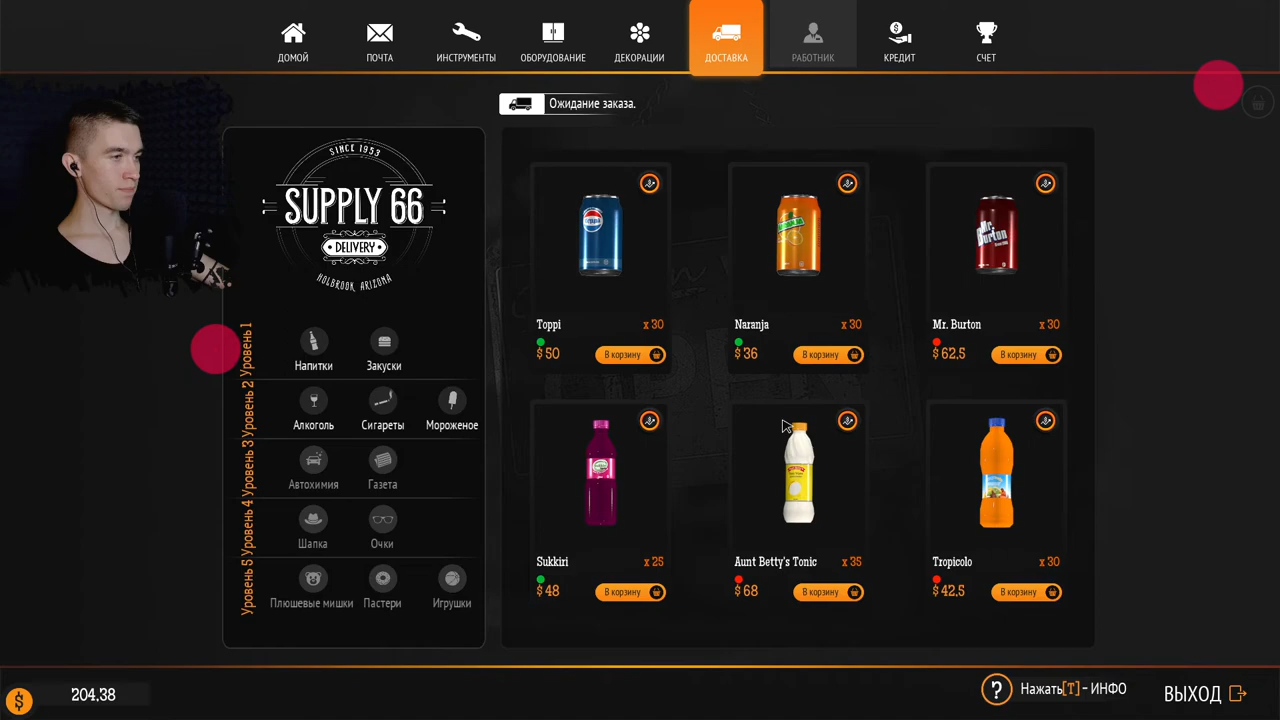 ДОМОЙ
ПОЧТА
ИНСТРУМЕНТЫ
ОБОРУДОВАНИЕ
ДЕКОРАЦИИ
ДОСТАВКА
РАБОТНИК
КРЕДИТ
СЧЕТ
Ожидание заказа.
SINCE 1953
SUPPLY 66
DELIVERY
HOLBROOK, ARIZONA
Уровень 1
Напитки
Закуски
Уровень 2
Алкоголь
Сигареты
Мороженое
Уровень 3
Автохимия
Газета
Уровень 4
Шапка
Очки
Уровень 5
Плюшевые мишки
Пастери
Игрушки
Toppi x 30
$ 50 В корзину
Naranja x 30
$ 36 В корзину
Mr. Burton
Mr. Burton x 30
$ 62.5 В корзину
Sukkiri x 25
$ 48 В корзину
Aunt Betty's Tonic x 35
$ 68 В корзину
Tropicolo x 30
$ 42.5 В корзину
$ 204.38
? Нажать[T] - ИНФО
ВЫХОД